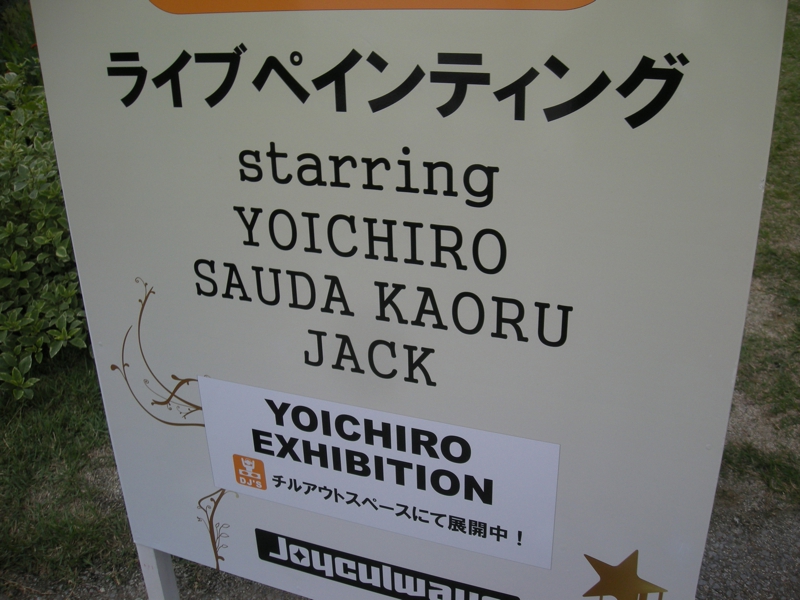 ライブペインティング
starring
YOICHIRO
SAUDA KAORU
JACK
YOICHIRO
EXHIBITION
DJ'S
チルアウトスペースにて展開中！